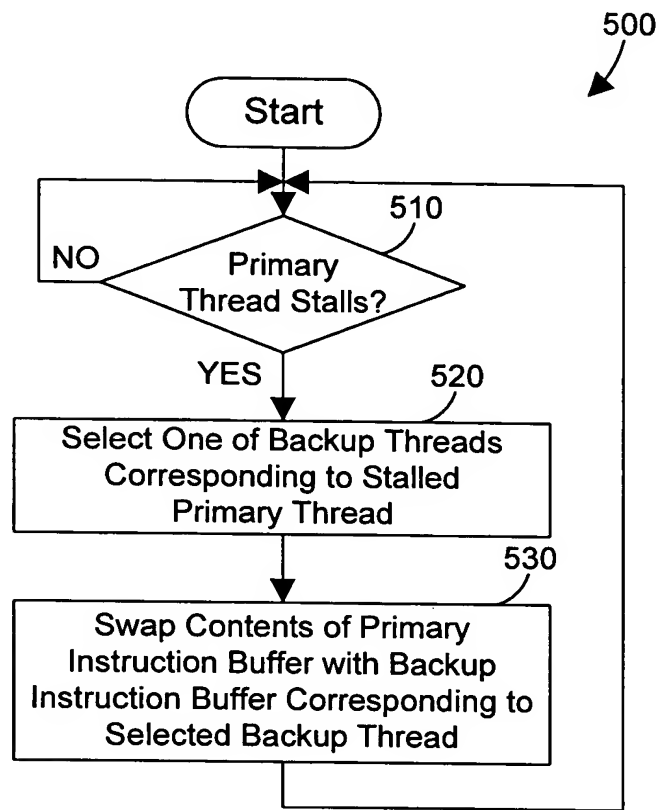 500
Start
510
NO
Primary
Thread Stalls?
YES
520
Select One of Backup Threads
Corresponding to Stalled
Primary Thread
530
Swap Contents of Primary
Instruction Buffer with Backup
Instruction Buffer Corresponding to
Selected Backup Thread